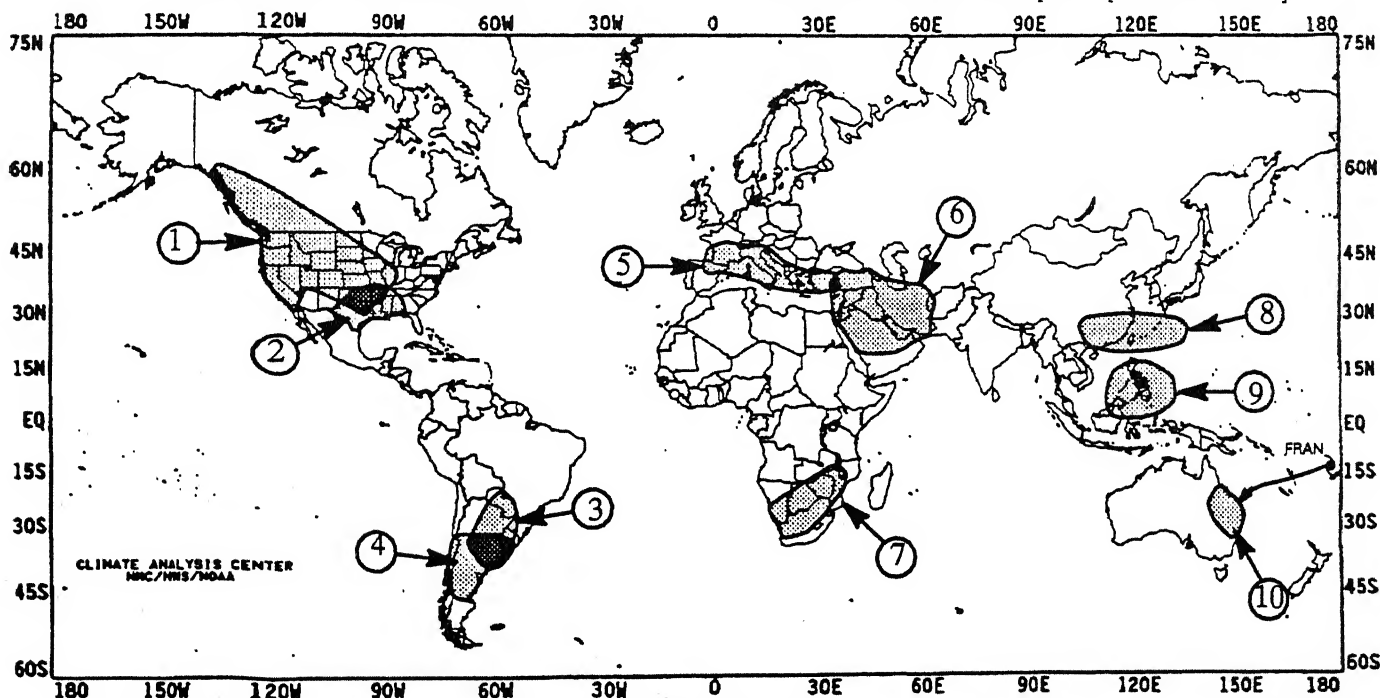 180 150W 120W 90W 60W 30W 0 30E 60E 90E 120E 150E 180
75N 75N
60N 60N
6
1 45N 45N
5
30N 30N
8
2
15N 15N
9
EQ EQ
FRAN
15S 15S
3
30S 30S
4 7
CLIMATE ANALYSIS CENTER
NMC/NWS/NOAA
45S 45S
10
60S 60S
180 150W 120W 90W 60W 30W 0 30E 60E 90E 120E 150E 180